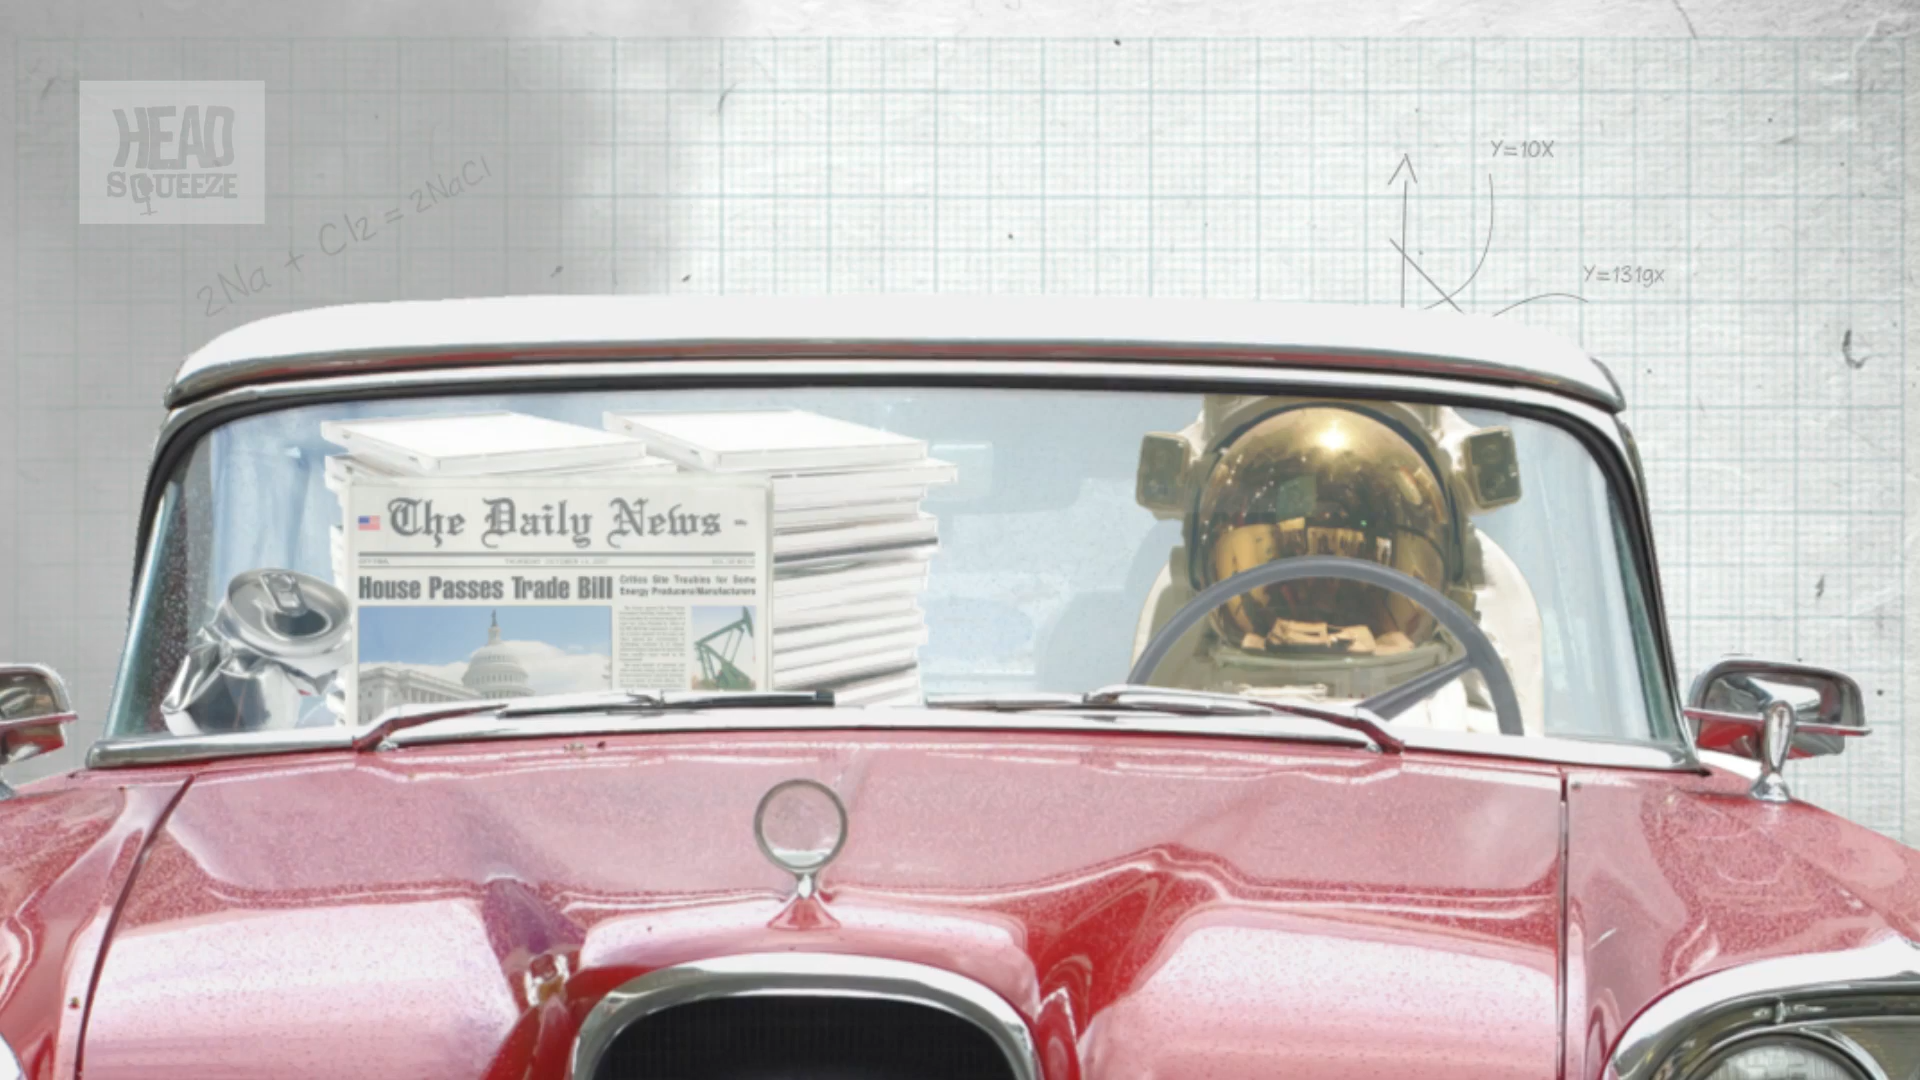 HEAD
SQUEEZE
2Na + Cl2 = 2NaCl
Y=10X
Y=131gx
The Daily News -
House Passes Trade Bill
Critics Site Troubles for Some
Energy Producers/Manufacturers